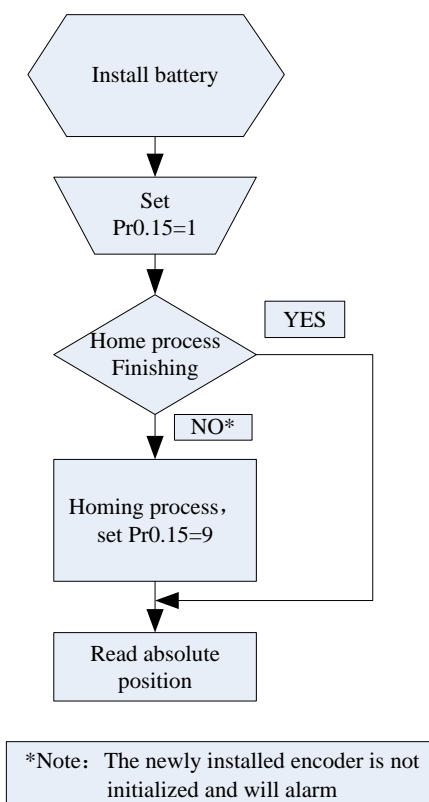 Install battery
Set
Pr0.15=1
YES
Home process
Finishing
NO*
Homing process，
set Pr0.15=9
Read absolute
position
*Note：The newly installed encoder is not
initialized and will alarm